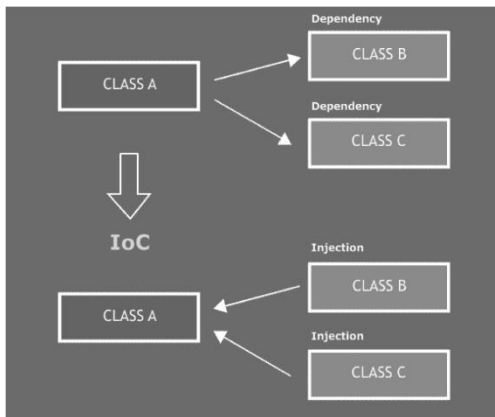 Dependency
CLASS B
CLASS A
Dependency
CLASS C
IoC
Injection
CLASS B
CLASS A
Injection
CLASS C